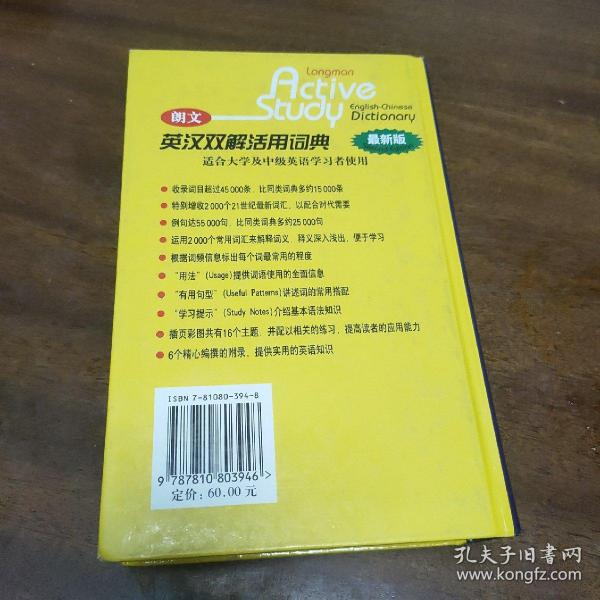 Longman
Active
Study
English-Chinese
Dictionary
朗文
英汉双解活用词典
最新版
适合大学及中级英语学习者使用
● 收录词目超过45 000条，比同类词典多约15 000条
● 特别增收2 000个21世纪最新词汇，以配合时代需要
● 例句达55 000句，比同类词典多约25 000句
● 运用2 000个常用词汇来解释词义，释义深入浅出，便于学习
● 根据词频信息标出每个词最常用的程度
● “用法”(Usage)提供词语使用的全面信息
● “有用句型”(Useful Patterns)讲述词的常用搭配
● “学习提示”(Study Notes)介绍基本语法知识
● 插页彩图共有16个主题，并配以相关的练习，提高读者的应用能力
● 6个精心编撰的附录，提供实用的英语知识
ISBN 7-81080-394-8
9 787810 803946>
定价：60.00 元
孔夫子旧书网
www.kongfz.com